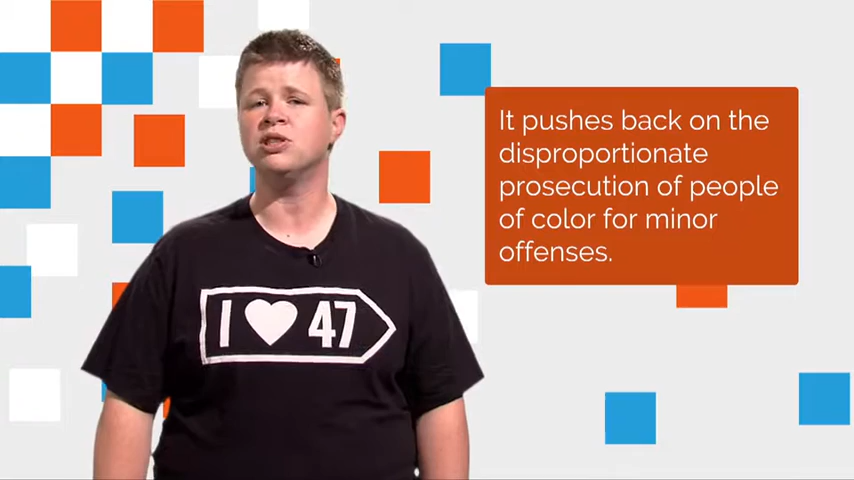 I ♥ 47
It pushes back on the
disproportionate
prosecution of people
of color for minor
offenses.